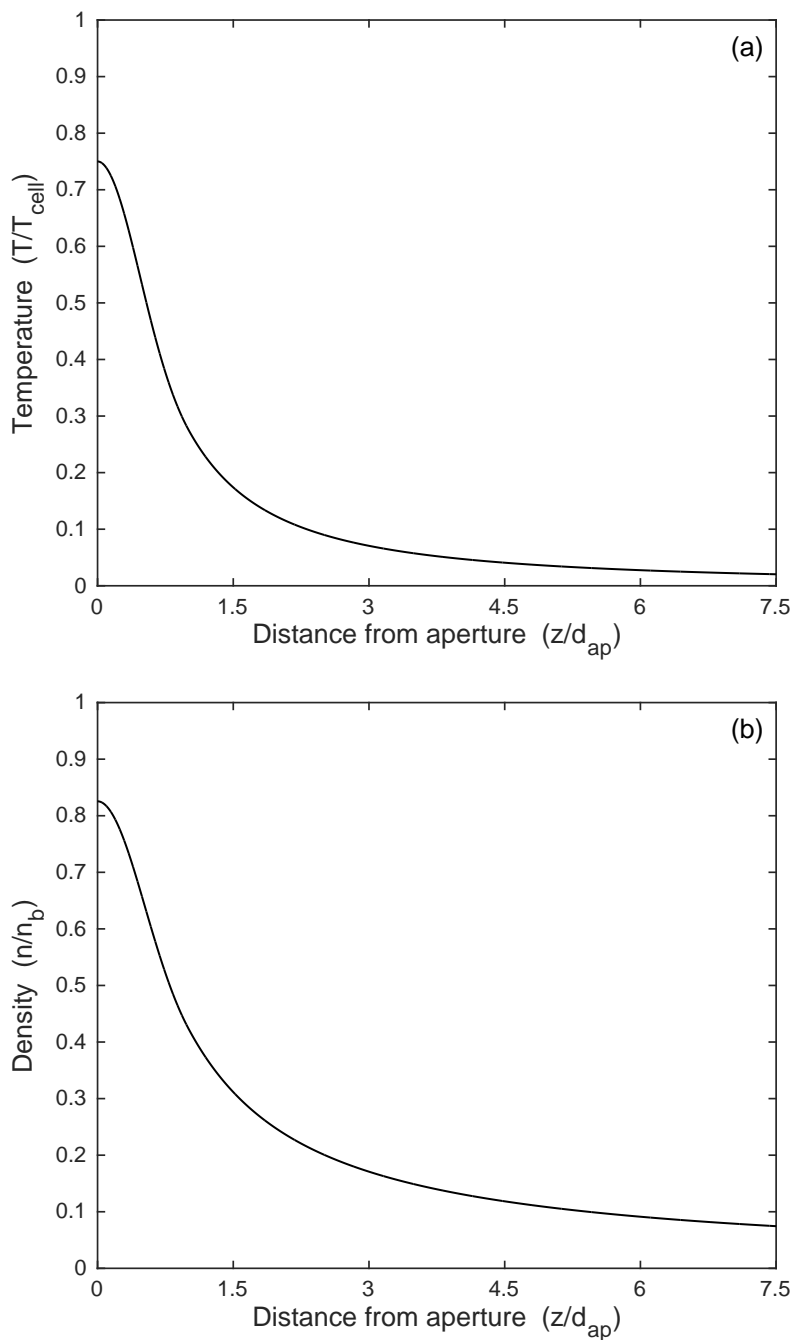 (a)
1
0.9
0.8
0.7
0.6
0.5
0.4
0.3
0.2
0.1
0
Temperature (T/T_cell)
0 1.5 3 4.5 6 7.5
Distance from aperture (z/d_ap)
(b)
1
0.9
0.8
0.7
0.6
0.5
0.4
0.3
0.2
0.1
0
Density (n/n_b)
0 1.5 3 4.5 6 7.5
Distance from aperture (z/d_ap)